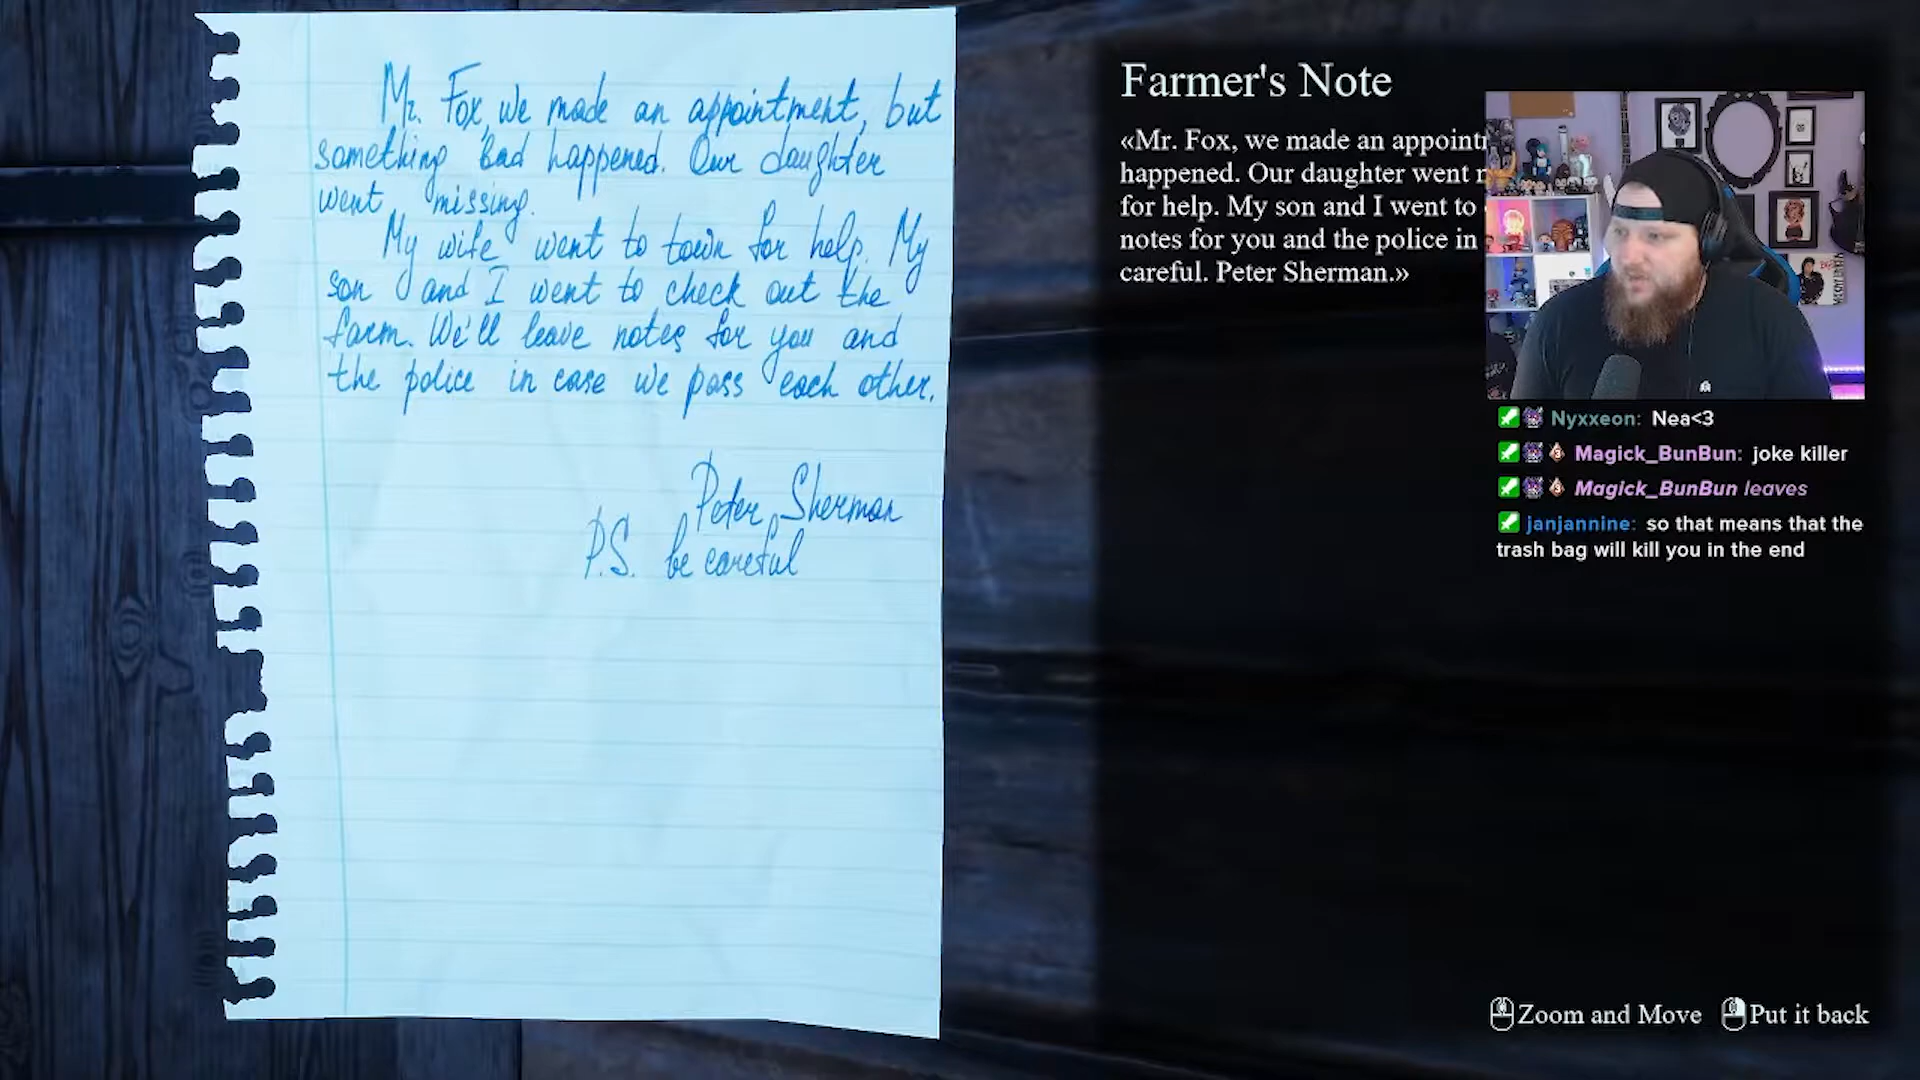 Mr. Fox, we made an appointment, but
something bad happened. Our daughter
went missing.
My wife went to town for help. My
son and I went to check out the
farm. We'll leave notes for you and
the police in case we pass each other.
Peter Sherman
P.S. be careful
Farmer's Note
«Mr. Fox, we made an appoint
happened. Our daughter went
for help. My son and I went to
notes for you and the police in
careful. Peter Sherman.»
Nyxxeon: Nea<3
Magick_BunBun: joke killer
Magick_BunBun leaves
janjannine: so that means that the
trash bag will kill you in the end
Zoom and Move
Put it back